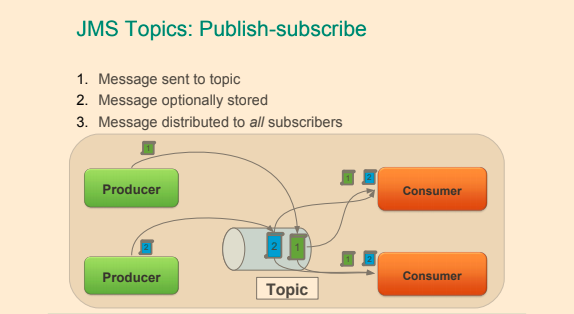 JMS Topics: Publish-subscribe
1. Message sent to topic
2. Message optionally stored
3. Message distributed to all subscribers
1
1 2
Producer
Consumer
2
2 1
1 2
Producer
Consumer
Topic